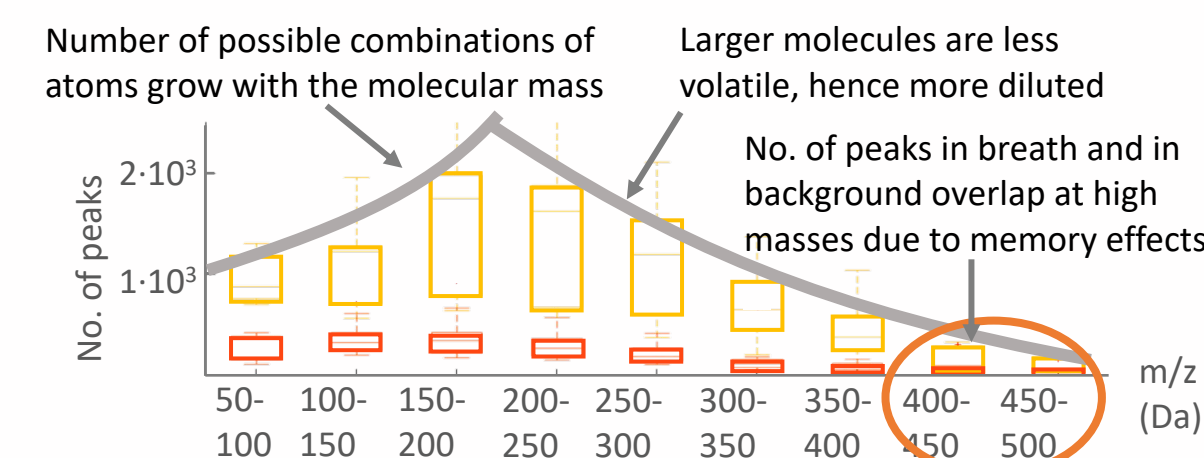 Number of possible combinations of
atoms grow with the molecular mass
Larger molecules are less
volatile, hence more diluted
No. of peaks in breath and in
background overlap at high
masses due to memory effects
No. of peaks
2·10³
1·10³
50-
100
100-
150
150-
200
200-
250
250-
300
300-
350
350-
400
400-
450
450-
500
m/z
(Da)